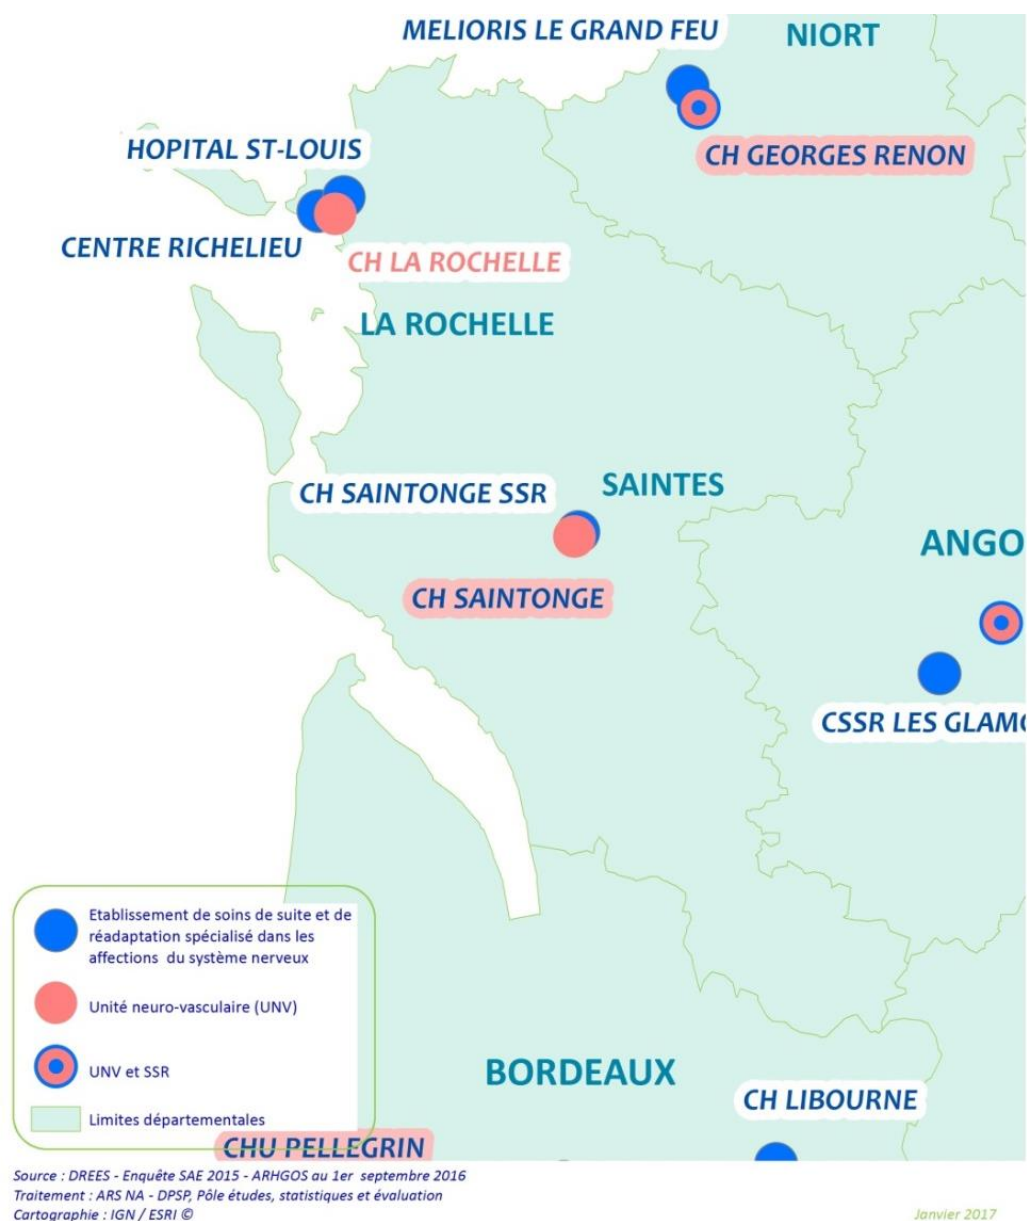 MELIORIS LE GRAND FEU
NIORT
HOPITAL ST-LOUIS
CH GEORGES RENON
CENTRE RICHELIEU
CH LA ROCHELLE
LA ROCHELLE
CH SAINTONGE SSR
SAINTES
ANGO
CH SAINTONGE
CSSR LES GLAMO
Etablissement de soins de suite et de
réadaptation spécialisé dans les
affections du système nerveux
Unité neuro-vasculaire (UNV)
UNV et SSR
Limites départementales
BORDEAUX
CH LIBOURNE
CHU PELLEGRIN
Source : DREES - Enquête SAE 2015 - ARHGOS au 1er septembre 2016
Traitement : ARS NA - DPSP, Pôle études, statistiques et évaluation
Cartographie : IGN / ESRI ©
Janvier 2017